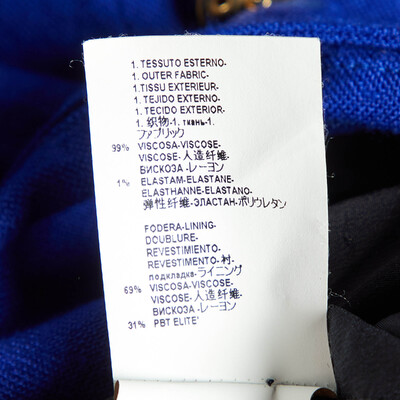 1. TESSUTO ESTERNO-
1. OUTER FABRIC-
1. TISSU EXTERIEUR-
1. TEJIDO EXTERNO-
1. TECIDO EXTERIOR-
1. 织物-1. ткань-1.
ファブリック
99% VISCOSA-VISCOSE-
VISCOSE-人造纤维-
ВИСКОЗА-レーヨン
1% ELASTAM-ELASTANE-
ELASTHANNE-ELASTANO-
弹性纤维-ЭЛАСТАН-ポリウレタン
FODERA-LINING-
DOUBLURE-
REVESTIMIENTO-
REVESTIMENTO-衬-
подкладка-ライニング
69% VISCOSA-VISCOSE-
VISCOSE-人造纤维-
ВИСКОЗА-レーヨン
31% PBT ELITE'